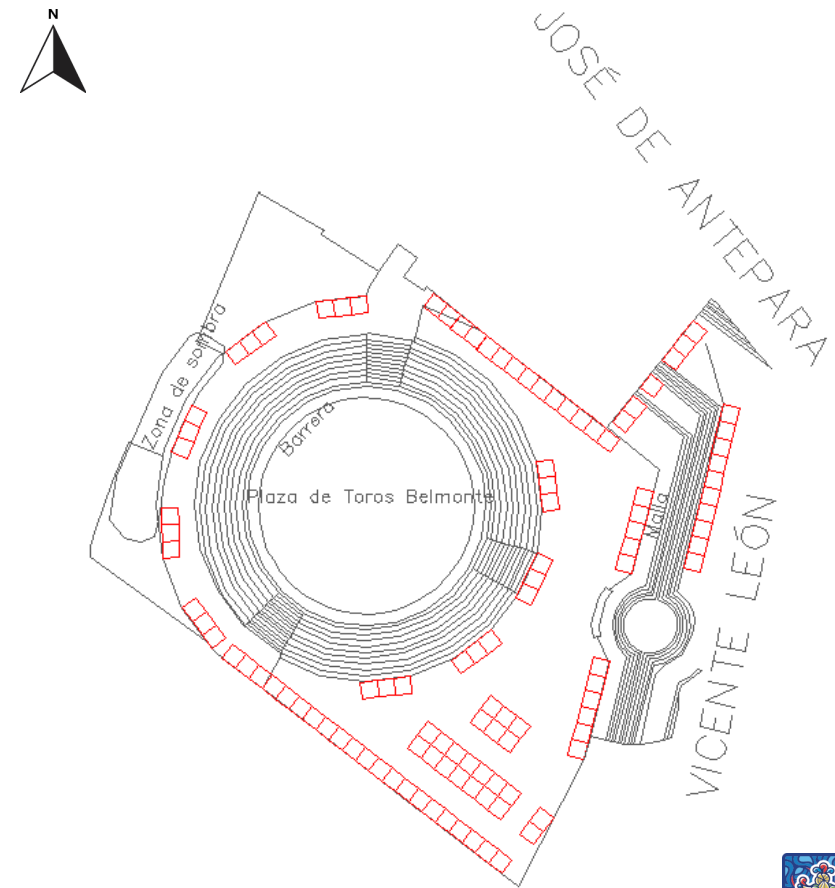 N
JOSÉ DE ANTEPARA
Zona de sombra
Barrera
Plaza de Toros Belmonte
Malla
VICENTE LEÓN